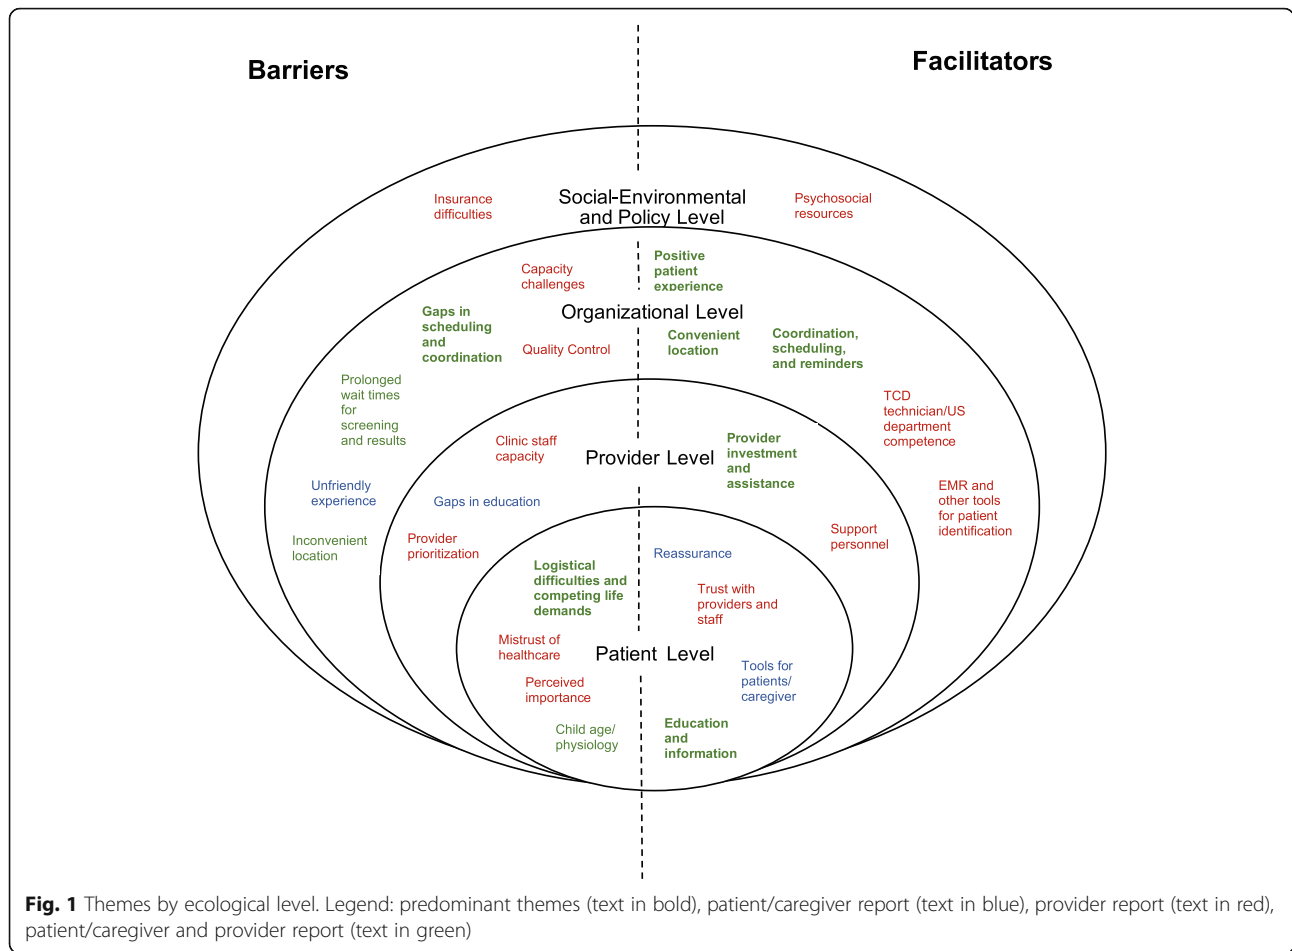 Barriers
Facilitators
Social-Environmental
and Policy Level
Insurance
difficulties
Psychosocial
resources
Capacity
challenges
Positive
patient
experience
Organizational Level
Gaps in
scheduling
and
coordination
Quality Control
Convenient
location
Coordination,
scheduling,
and reminders
Prolonged
wait times
for
screening
and results
TCD
technician/US
department
competence
Unfriendly
experience
EMR and
other tools
for patient
identification
Inconvenient
location
Clinic staff
capacity
Provider Level
Provider
investment
and
assistance
Gaps in education
Provider
prioritization
Support
personnel
Logistical
difficulties and
competing life
demands
Reassurance
Trust with
providers and
staff
Mistrust of
healthcare
Patient Level
Tools for
patients/
caregiver
Perceived
importance
Child age/
physiology
Education
and
information
Fig. 1 Themes by ecological level. Legend: predominant themes (text in bold), patient/caregiver report (text in blue), provider report (text in red),
patient/caregiver and provider report (text in green)